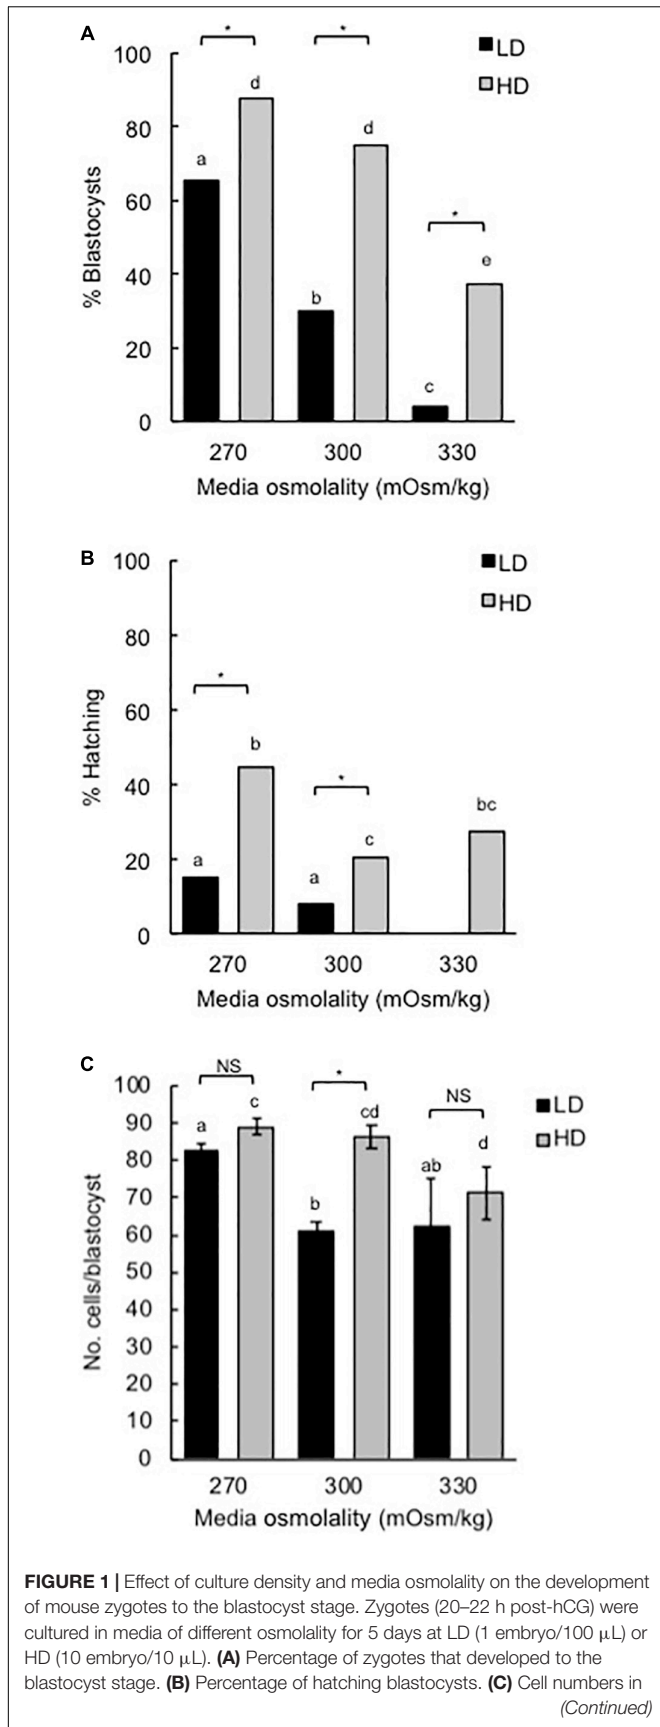 A
*
*
LD
HD
100
80
60
40
20
0
% Blastocysts
a
d
b
d
*
c
e
270
300
330
Media osmolality (mOsm/kg)
B
100
80
60
40
20
0
% Hatching
LD
HD
*
a
b
*
a
c
bc
270
300
330
Media osmolality (mOsm/kg)
C
100
90
80
70
60
50
40
30
20
10
0
No. cells/blastocyst
NS
*
NS
LD
HD
a
c
b
cd
ab
d
270
300
330
Media osmolality (mOsm/kg)
FIGURE 1 | Effect of culture density and media osmolality on the development
of mouse zygotes to the blastocyst stage. Zygotes (20–22 h post-hCG) were
cultured in media of different osmolality for 5 days at LD (1 embryo/100 μL) or
HD (10 embryo/10 μL). (A) Percentage of zygotes that developed to the
blastocyst stage. (B) Percentage of hatching blastocysts. (C) Cell numbers in
(Continued)